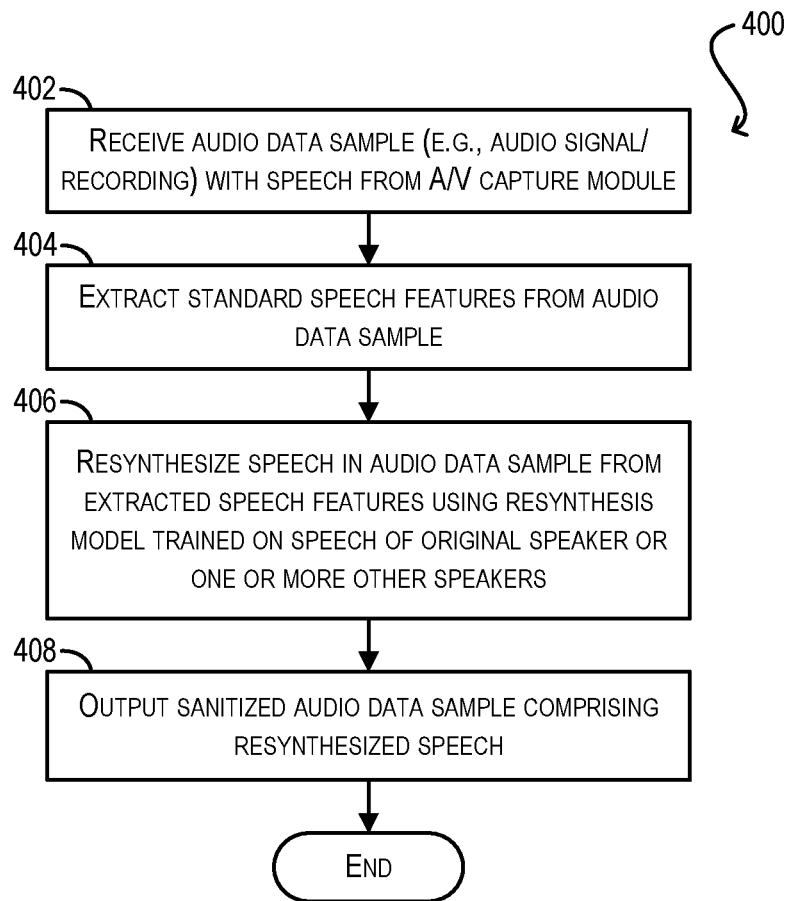 400
402
RECEIVE AUDIO DATA SAMPLE (E.G., AUDIO SIGNAL/
RECORDING) WITH SPEECH FROM A/V CAPTURE MODULE
404
EXTRACT STANDARD SPEECH FEATURES FROM AUDIO
DATA SAMPLE
406
RESYNTHESIZE SPEECH IN AUDIO DATA SAMPLE FROM
EXTRACTED SPEECH FEATURES USING RESYNTHESIS
MODEL TRAINED ON SPEECH OF ORIGINAL SPEAKER OR
ONE OR MORE OTHER SPEAKERS
408
OUTPUT SANITIZED AUDIO DATA SAMPLE COMPRISING
RESYNTHESIZED SPEECH
END